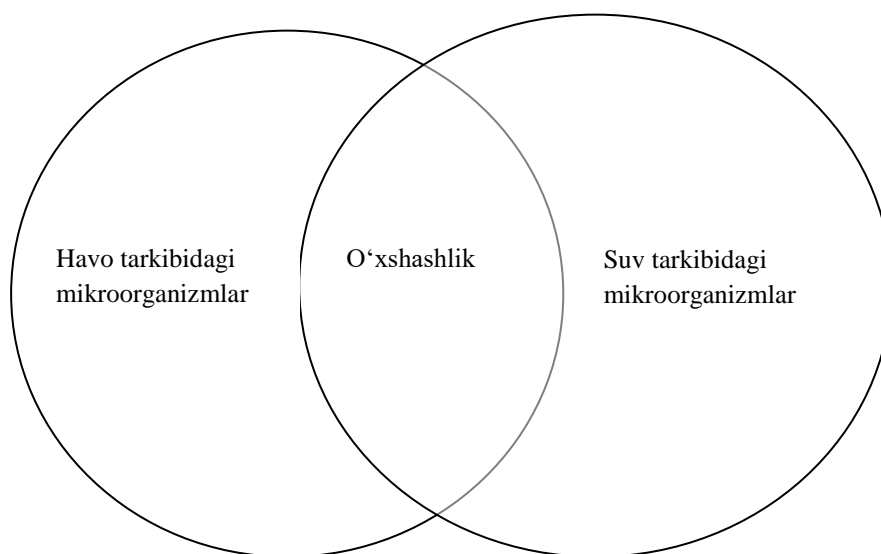 Havo tarkibidagi
mikroorganizmlar
O‘xshashlik
Suv tarkibidagi
mikroorganizmlar